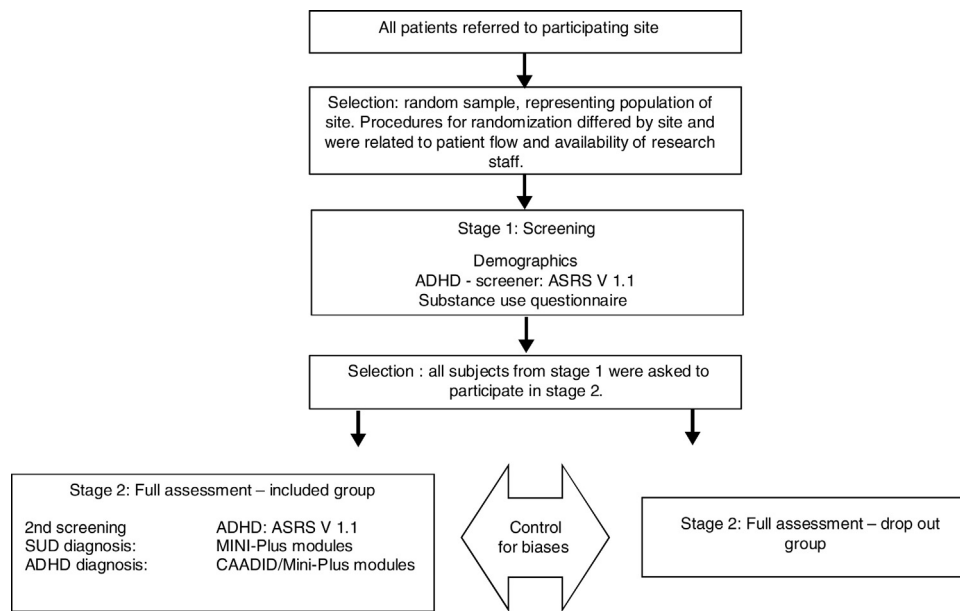 All patients referred to participating site
Selection: random sample, representing population of
site. Procedures for randomization differed by site and
were related to patient flow and availability of research
staff.
Stage 1: Screening
Demographics
ADHD - screener: ASRS V 1.1
Substance use questionnaire
Selection : all subjects from stage 1 were asked to
participate in stage 2.
Stage 2: Full assessment – included group
2nd screening ADHD: ASRS V 1.1
SUD diagnosis: MINI-Plus modules
ADHD diagnosis: CAADID/Mini-Plus modules
Control
for biases
Stage 2: Full assessment – drop out
group